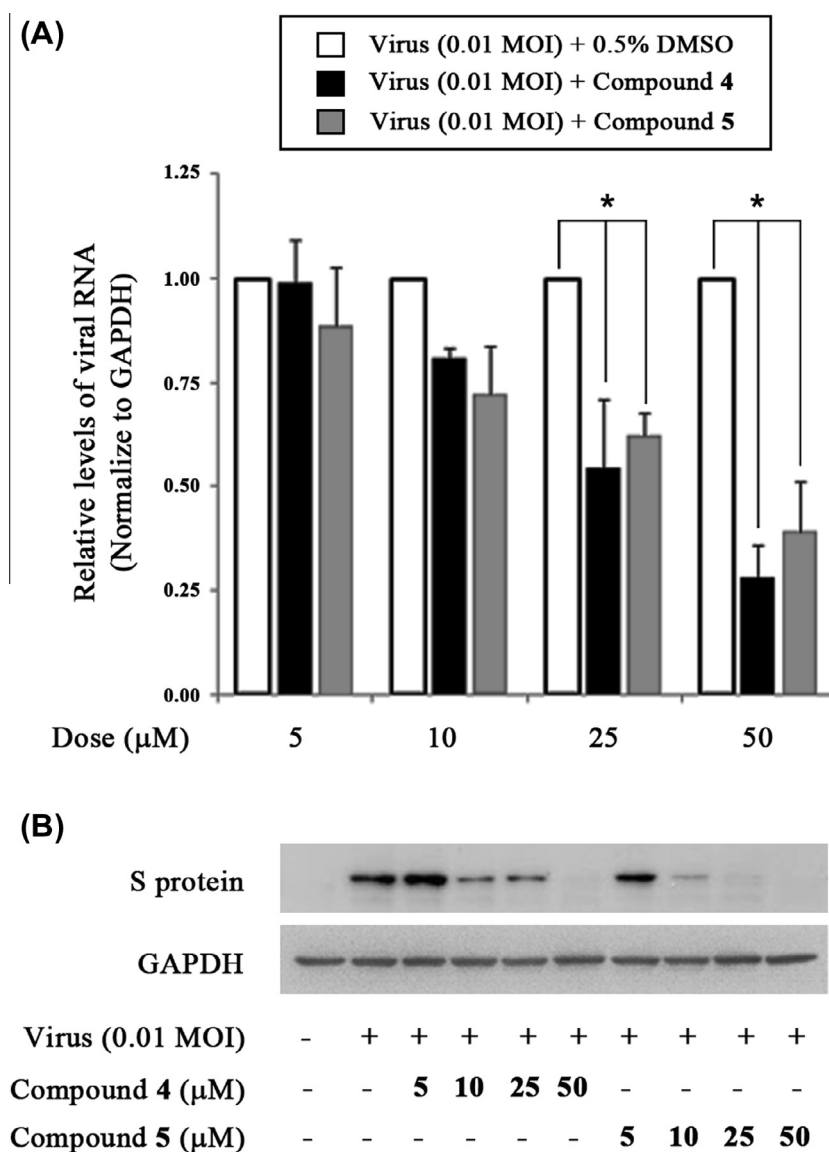 (A)
Virus (0.01 MOI) + 0.5% DMSO
Virus (0.01 MOI) + Compound 4
Virus (0.01 MOI) + Compound 5
Relative levels of viral RNA
(Normalize to GAPDH)
1.25
1.00
0.75
0.50
0.25
0.00
* *
Dose (μM) 5 10 25 50
(B)
S protein
GAPDH
Virus (0.01 MOI) - + + + + + + + + +
Compound 4 (μM) - - 5 10 25 50 - - - -
Compound 5 (μM) - - - - - - 5 10 25 50